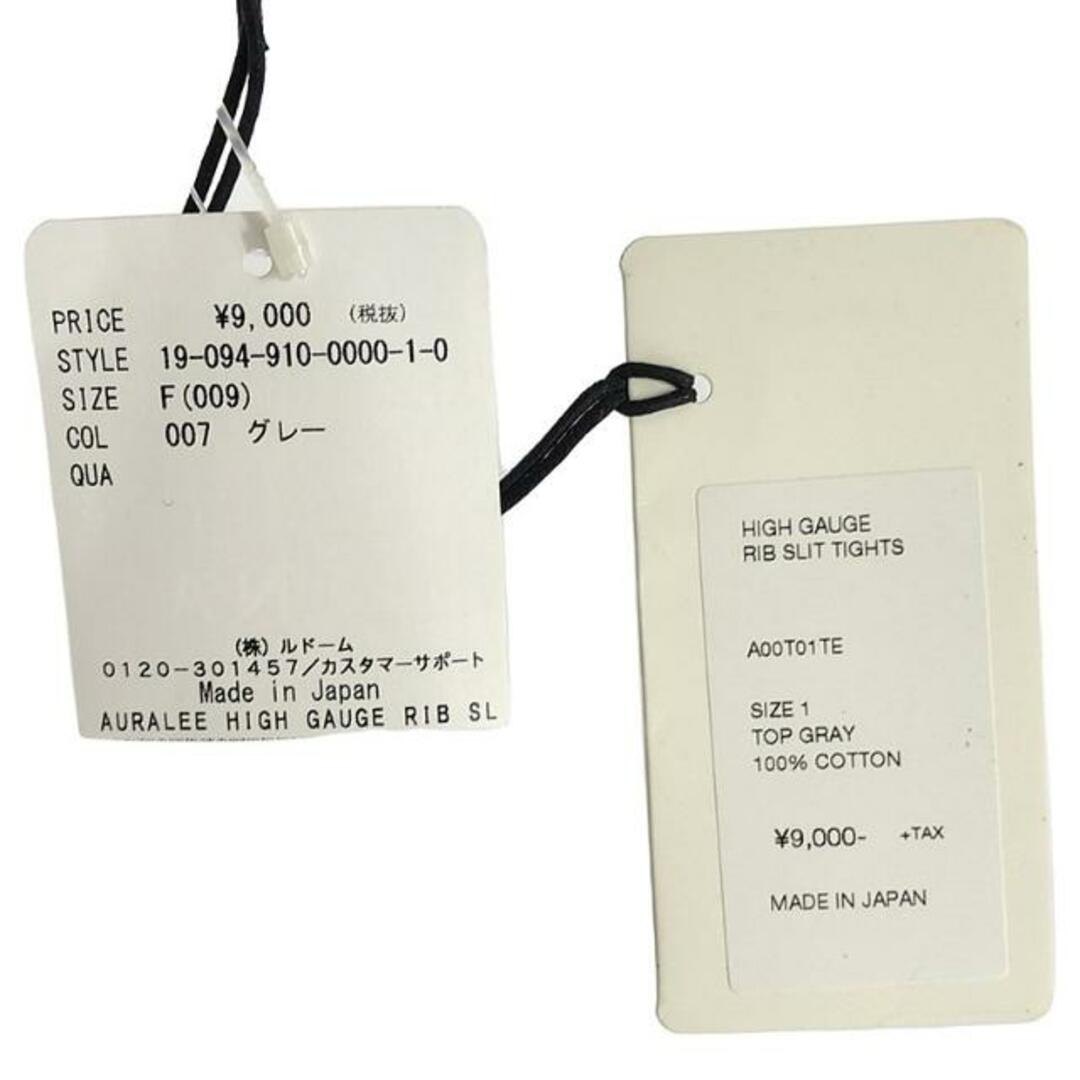 PRICE ¥9,000 (税抜)
STYLE 19-094-910-0000-1-0
SIZE F(009)
COL 007 グレー
QUA
(株)ルドーム
0120-301457/カスタマーサポート
Made in Japan
AURALEE HIGH GAUGE RIB SL
HIGH GAUGE
RIB SLIT TIGHTS
A00T01TE
SIZE 1
TOP GRAY
100% COTTON
¥9,000- +TAX
MADE IN JAPAN